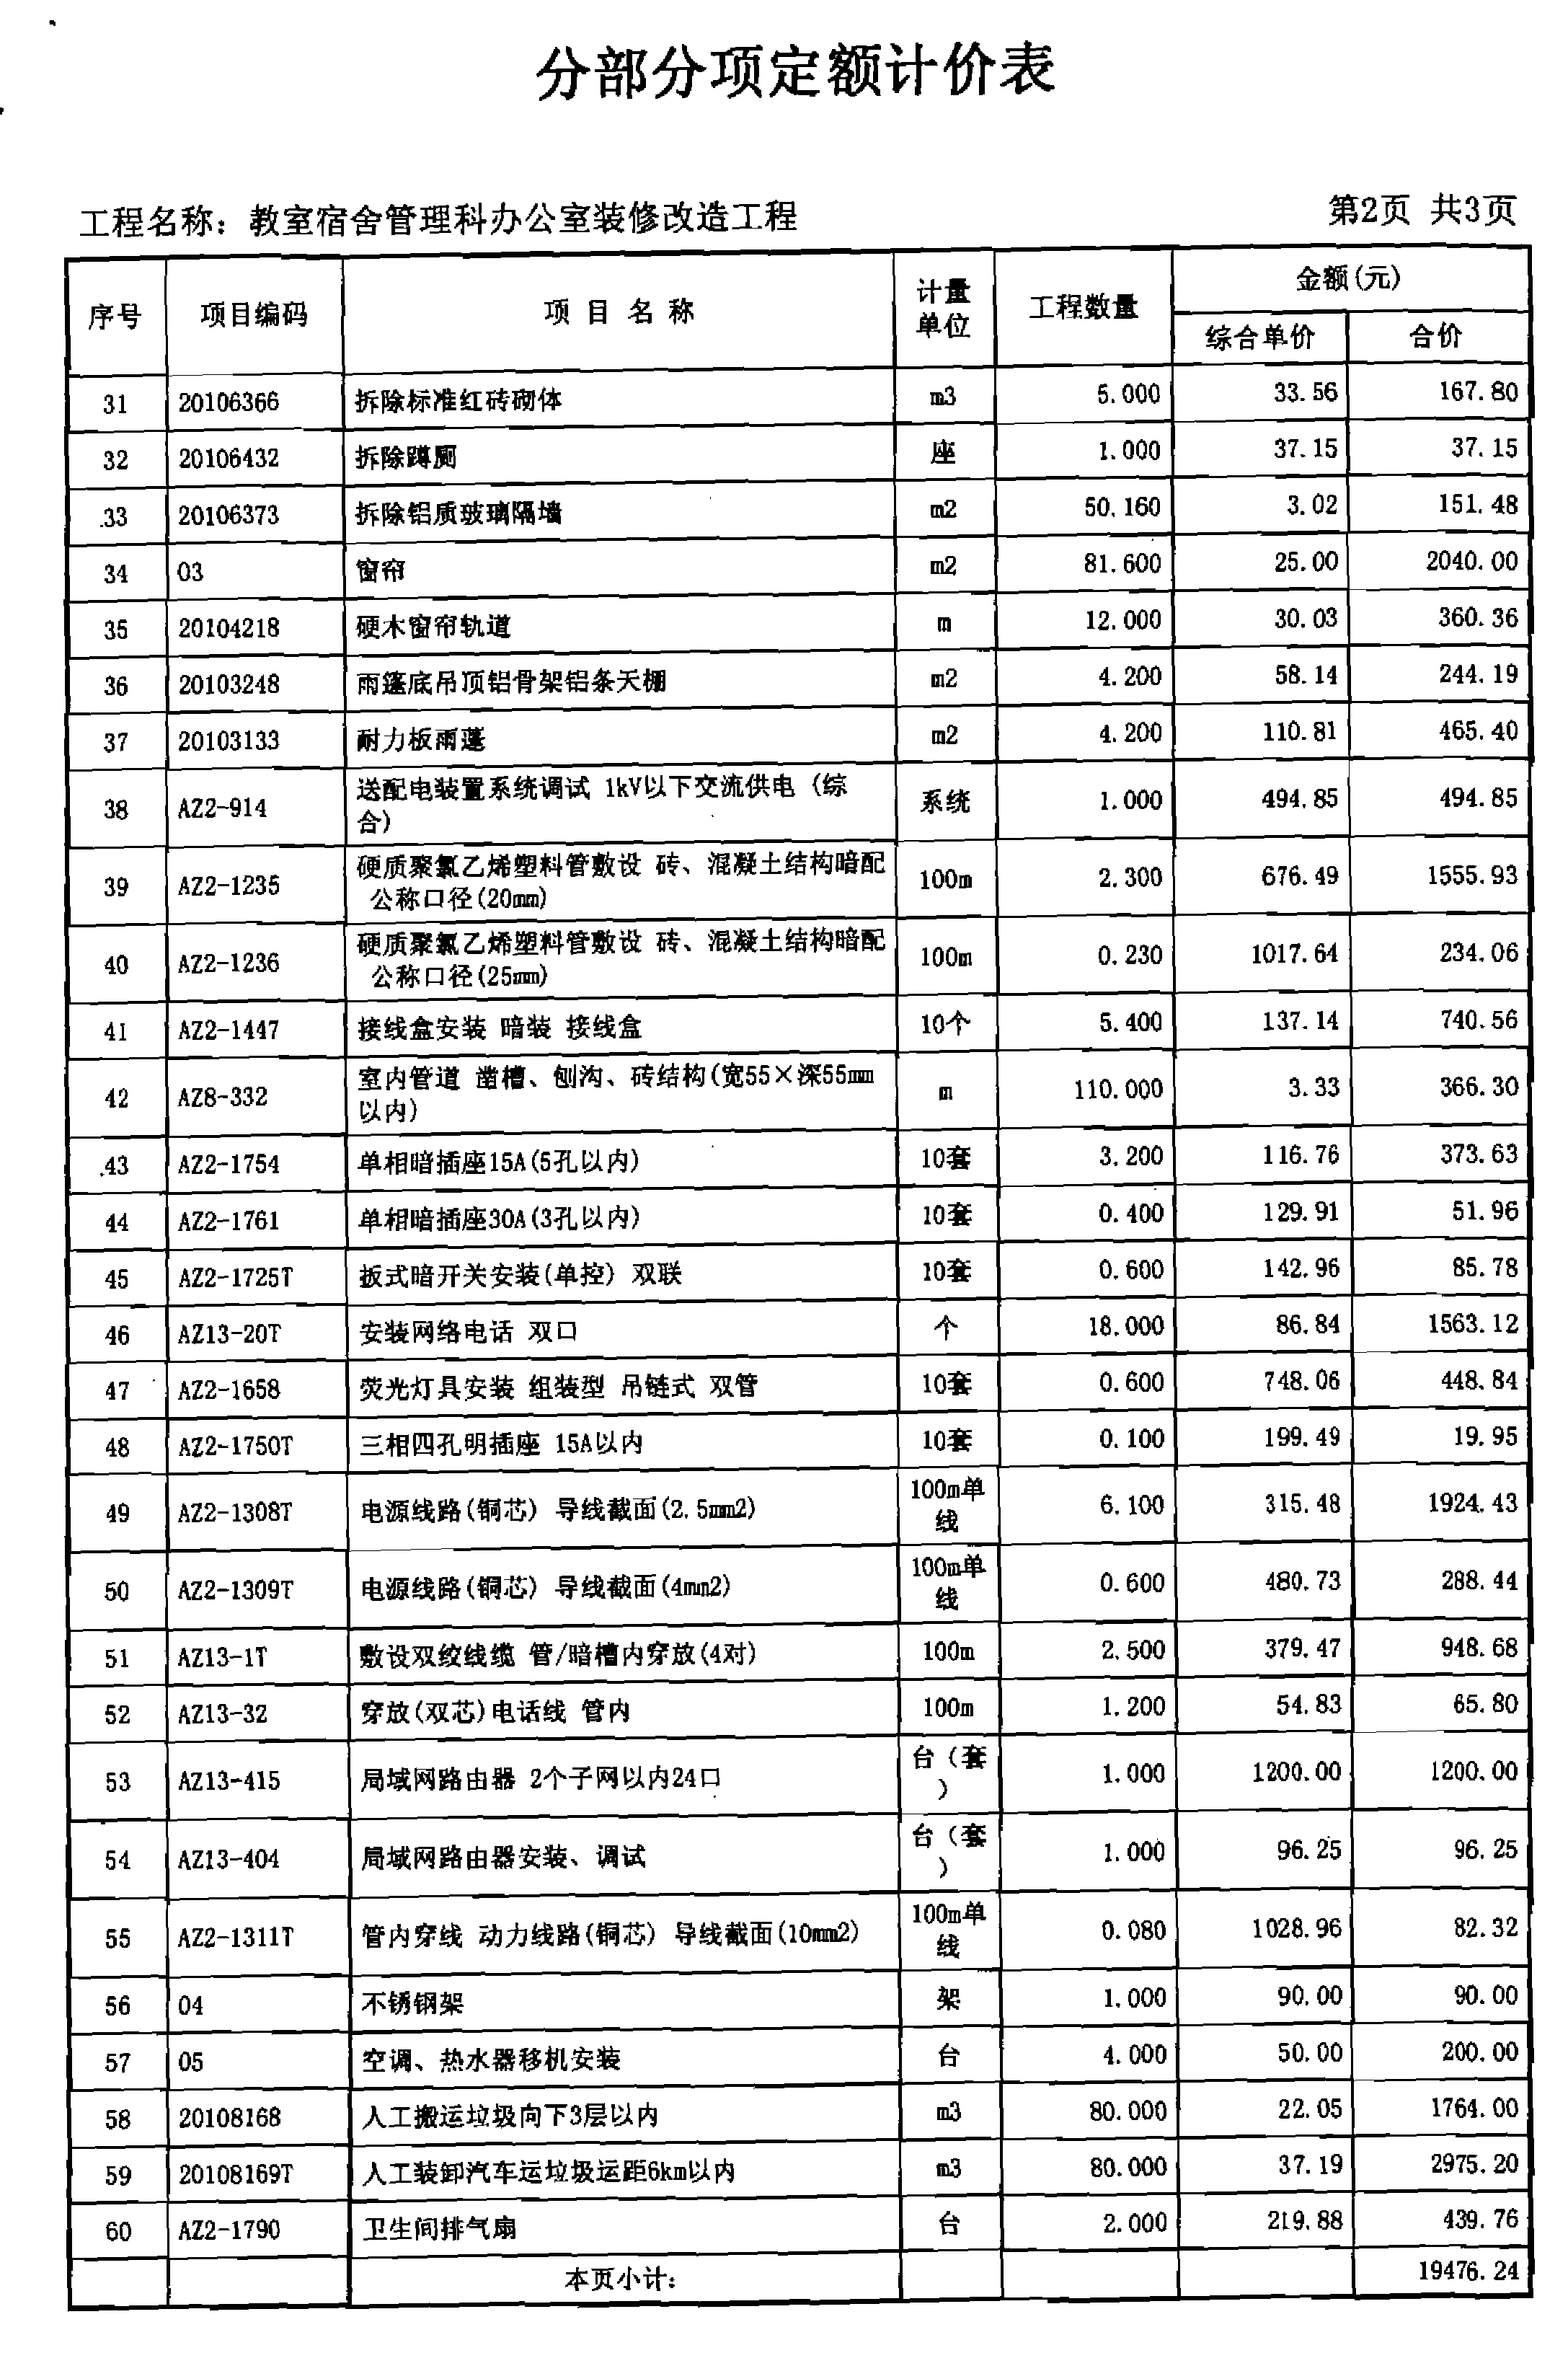 分部分项定额计价表
工程名称：教室宿舍管理科办公室装修改造工程 第2页 共3页
序号 项目编码 项 目 名 称 计量单位 工程数量 金额(元)
综合单价 合价
31 20106366 拆除标准红砖砌体 m3 5.000 33.56 167.80
32 20106432 拆除蹲厕 座 1.000 37.15 37.15
33 20106373 拆除铝质玻璃隔墙 m2 50.160 3.02 151.48
34 03 窗帘 m2 81.600 25.00 2040.00
35 20104218 硬木窗帘轨道 m 12.000 30.03 360.36
36 20103248 雨篷底吊顶铝骨架铝条天棚 m2 4.200 58.14 244.19
37 20103133 耐力板雨蓬 m2 4.200 110.81 465.40
38 AZ2-914 送配电装置系统调试 1kV以下交流供电（综
合） 系统 1.000 494.85 494.85
39 AZ2-1235 硬质聚氯乙烯塑料管敷设 砖、混凝土结构暗配
公称口径(20mm) 100m 2.300 676.49 1555.93
40 AZ2-1236 硬质聚氯乙烯塑料管敷设 砖、混凝土结构暗配
公称口径(25mm) 100m 0.230 1017.64 234.06
41 AZ2-1447 接线盒安装 暗装 接线盒 10个 5.400 137.14 740.56
42 AZ8-332 室内管道 凿槽、刨沟、砖结构(宽55×深55mm
以内) m 110.000 3.33 366.30
43 AZ2-1754 单相暗插座15A(5孔以内) 10套 3.200 116.76 373.63
44 AZ2-1761 单相暗插座30A(3孔以内) 10套 0.400 129.91 51.96
45 AZ2-1725T 扳式暗开关安装(单控) 双联 10套 0.600 142.96 85.78
46 AZ13-20T 安装网络电话 双口 个 18.000 86.84 1563.12
47 AZ2-1658 荧光灯具安装 组装型 吊链式 双管 10套 0.600 748.06 448.84
48 AZ2-1750T 三相四孔明插座 15A以内 10套 0.100 199.49 19.95
49 AZ2-1308T 电源线路(铜芯) 导线截面(2.5mm2) 100m单
线 6.100 315.48 1924.43
50 AZ2-1309T 电源线路(铜芯) 导线截面(4mm2) 100m单
线 0.600 480.73 288.44
51 AZ13-1T 敷设双绞线缆 管/暗槽内穿放(4对) 100m 2.500 379.47 948.68
52 AZ13-32 穿放(双芯)电话线 管内 100m 1.200 54.83 65.80
53 AZ13-415 局域网路由器 2个子网以内24口 台（套
） 1.000 1200.00 1200.00
54 AZ13-404 局域网路由器安装、调试 台（套
） 1.000 96.25 96.25
55 AZ2-1311T 管内穿线 动力线路(铜芯) 导线截面(10mm2) 100m单
线 0.080 1028.96 82.32
56 04 不锈钢架 架 1.000 90.00 90.00
57 05 空调、热水器移机安装 台 4.000 50.00 200.00
58 20108168 人工搬运垃圾向下3层以内 m3 80.000 22.05 1764.00
59 20108169T 人工装卸汽车运垃圾运距6km以内 m3 80.000 37.19 2975.20
60 AZ2-1790 卫生间排气扇 台 2.000 219.88 439.76
本页小计： 19476.24